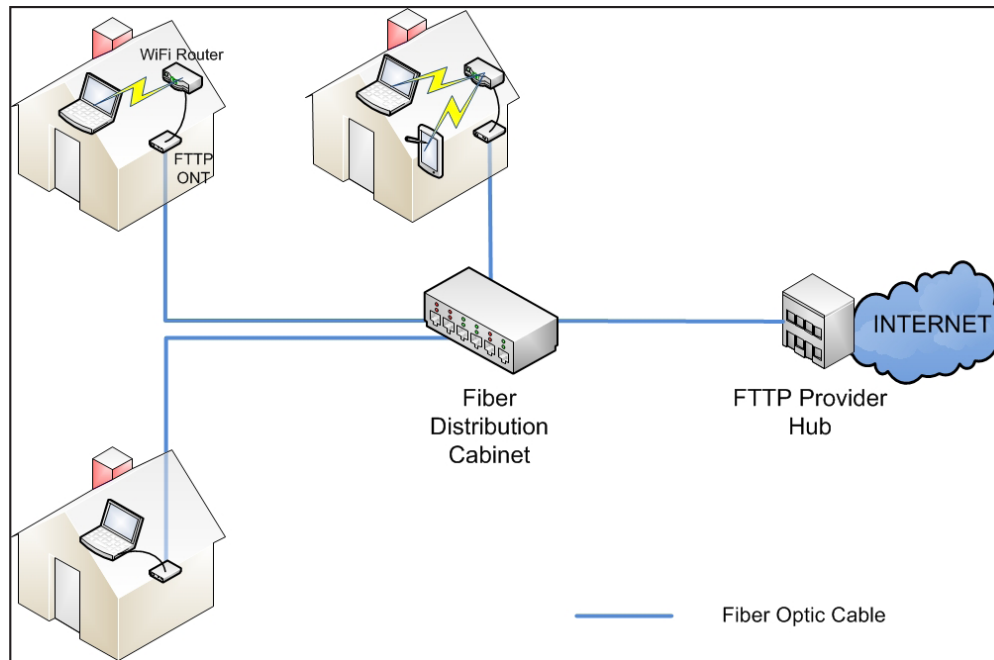 WiFi Router
FTTP
ONT
INTERNET
Fiber
Distribution
Cabinet
FTTP Provider
Hub
Fiber Optic Cable